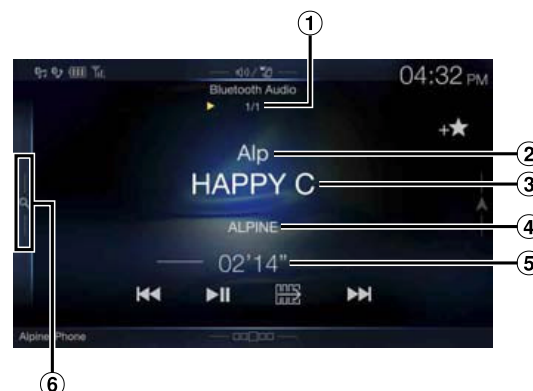 1
04:32 PM
Bluetooth Audio
1/1
Alp
2
HAPPY C
3
ALPINE
4
02'14"
5
Alpine Phone
6